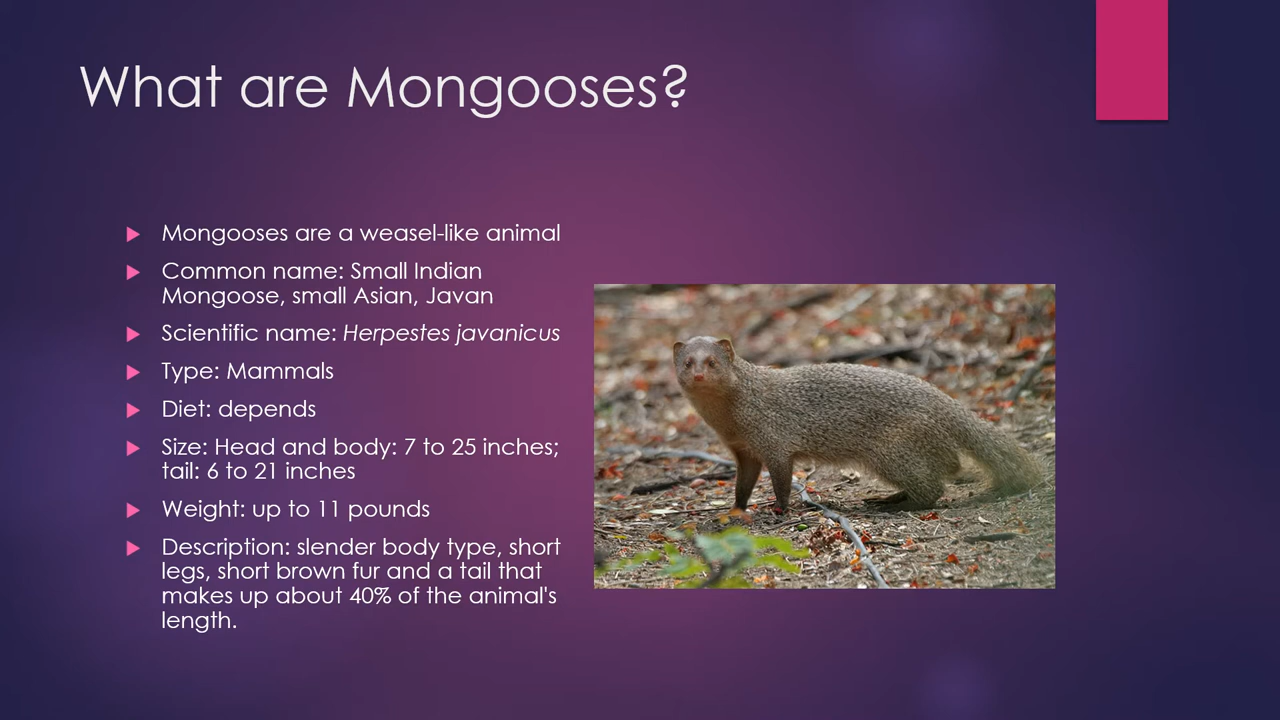 What are Mongooses?
Mongooses are a weasel-like animal
Common name: Small Indian
Mongoose, small Asian, Javan
Scientific name: Herpestes javanicus
Type: Mammals
Diet: depends
Size: Head and body: 7 to 25 inches;
tail: 6 to 21 inches
Weight: up to 11 pounds
Description: slender body type, short
legs, short brown fur and a tail that
makes up about 40% of the animal's
length.